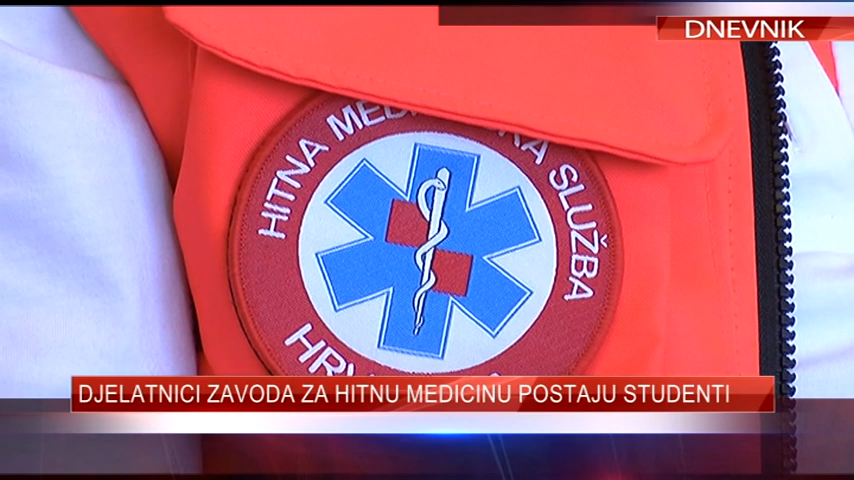 DNEVNIK
HITNA SLUŽBA
DJELATNICI ZAVODA ZA HITNU MEDICINU POSTAJU STUDENTI